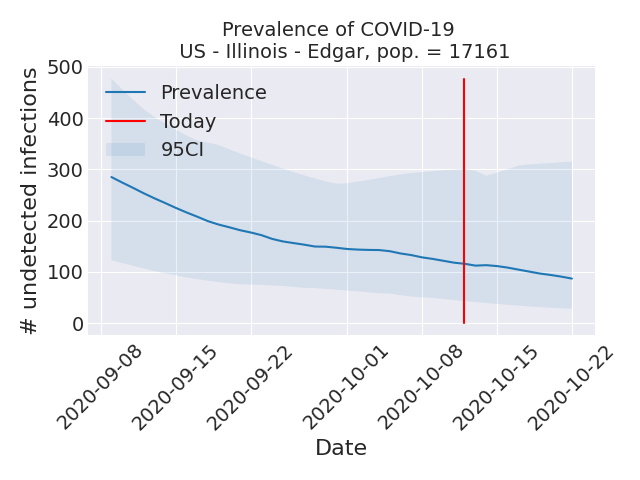 Prevalence of COVID-19
US - Illinois - Edgar, pop. = 17161
# undetected infections
500
400
300
200
100
0
Prevalence
Today
95CI
2020-09-08
2020-09-15
2020-09-22
2020-10-01
2020-10-08
2020-10-15
2020-10-22
Date